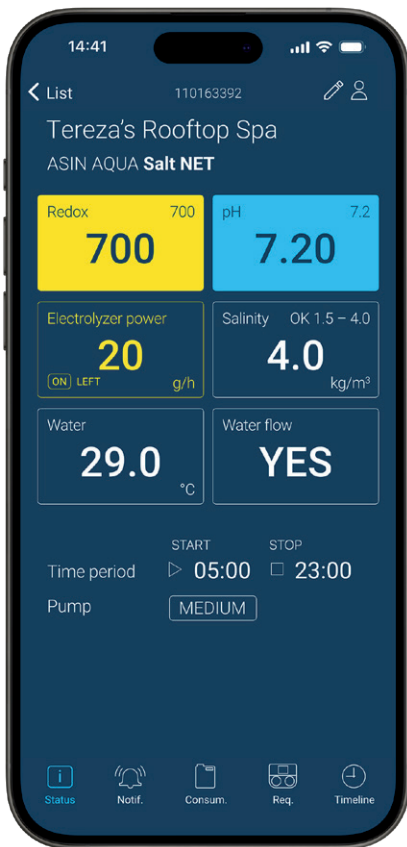 14:41
List 110163392
Tereza's Rooftop Spa
ASIN AQUA Salt NET
Redox 700 pH 7.2
700 7.20
Electrolyzer power Salinity OK 1.5 – 4.0
20 4.0
ON LEFT g/h kg/m³
Water Water flow
29.0 YES
°C
START STOP
Time period 05:00 23:00
Pump MEDIUM
i
Status Notif. Consum. Req. Timeline